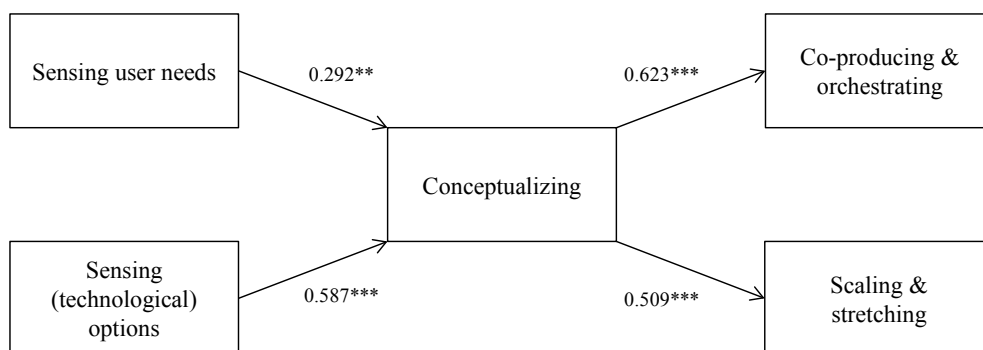 Sensing user needs
0.292**
0.623***
Co-producing &
orchestrating
Conceptualizing
Sensing
(technological)
options
0.587***
0.509***
Scaling &
stretching